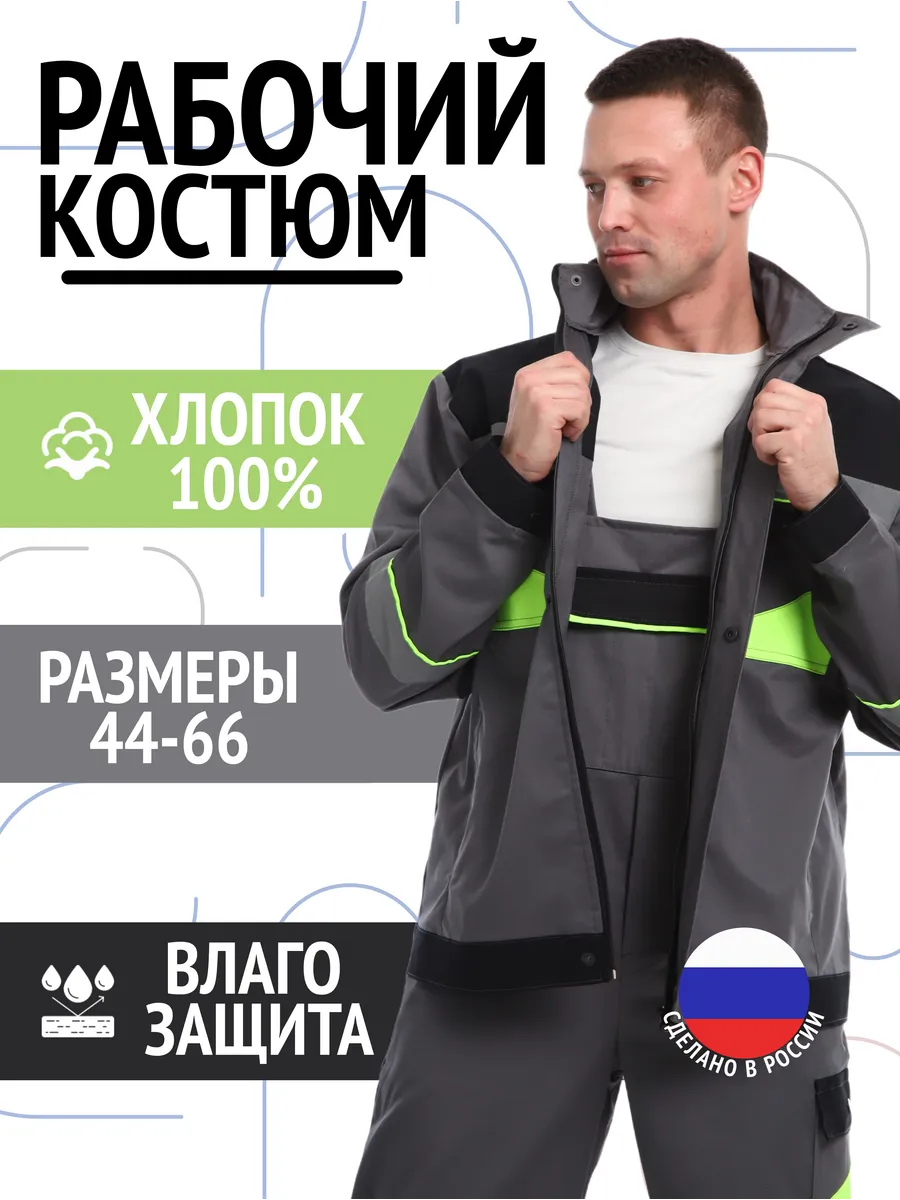 РАБОЧИЙ
КОСТЮМ
ХЛОПОК
100%
РАЗМЕРЫ
44-66
ВЛАГО
ЗАЩИТА
СДЕЛАНО В РОССИИ